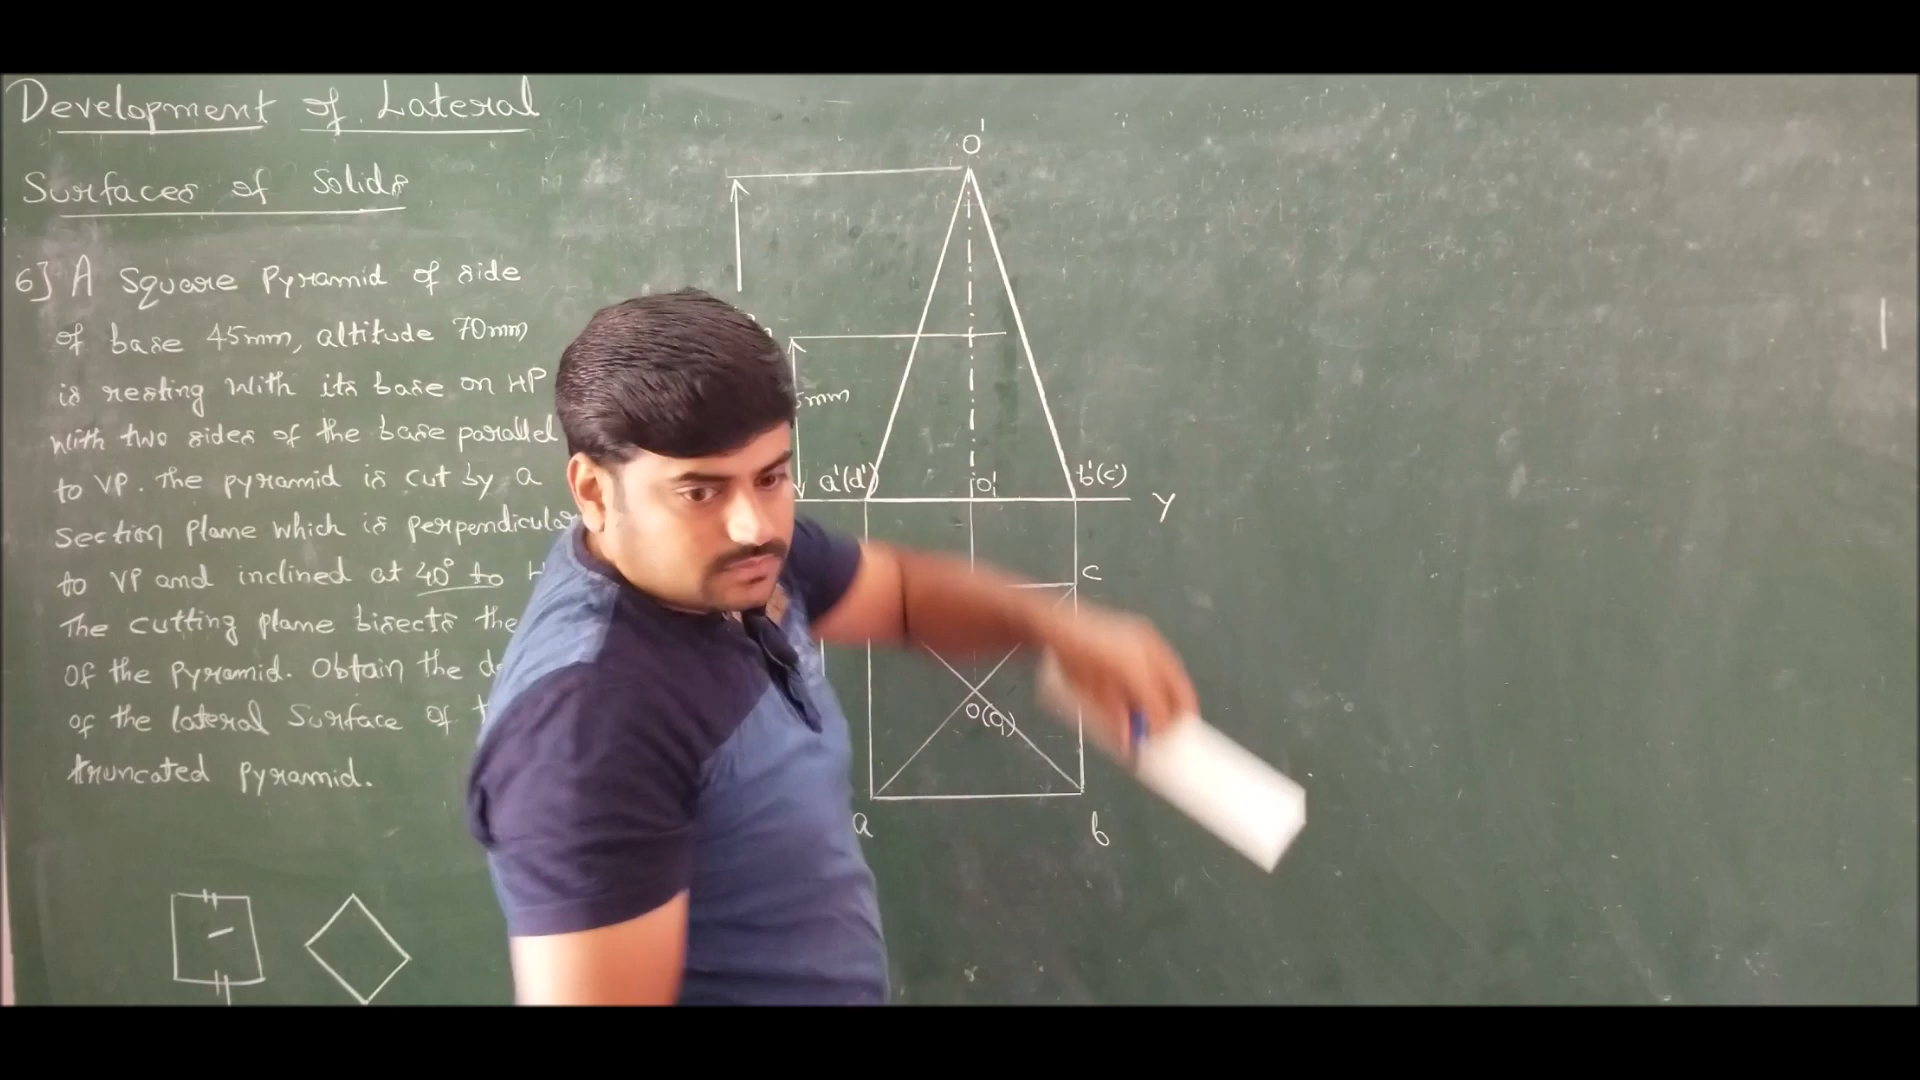 Development of Lateral
Surfaces of Solids
6] A Square Pyramid of side
of base 45mm, altitude 70mm
is resting with its base on HP
with two sides of the base parallel
to VP. The pyramid is cut by a
section plane which is perpendicular
to VP and inclined at 40° to
The cutting plane bisects the
of the pyramid. Obtain the
of the lateral Surface of
truncated pyramid.
o'
mm
a'(d')
o₁'
b'(c')
Y
c
o(o₁)
a
b